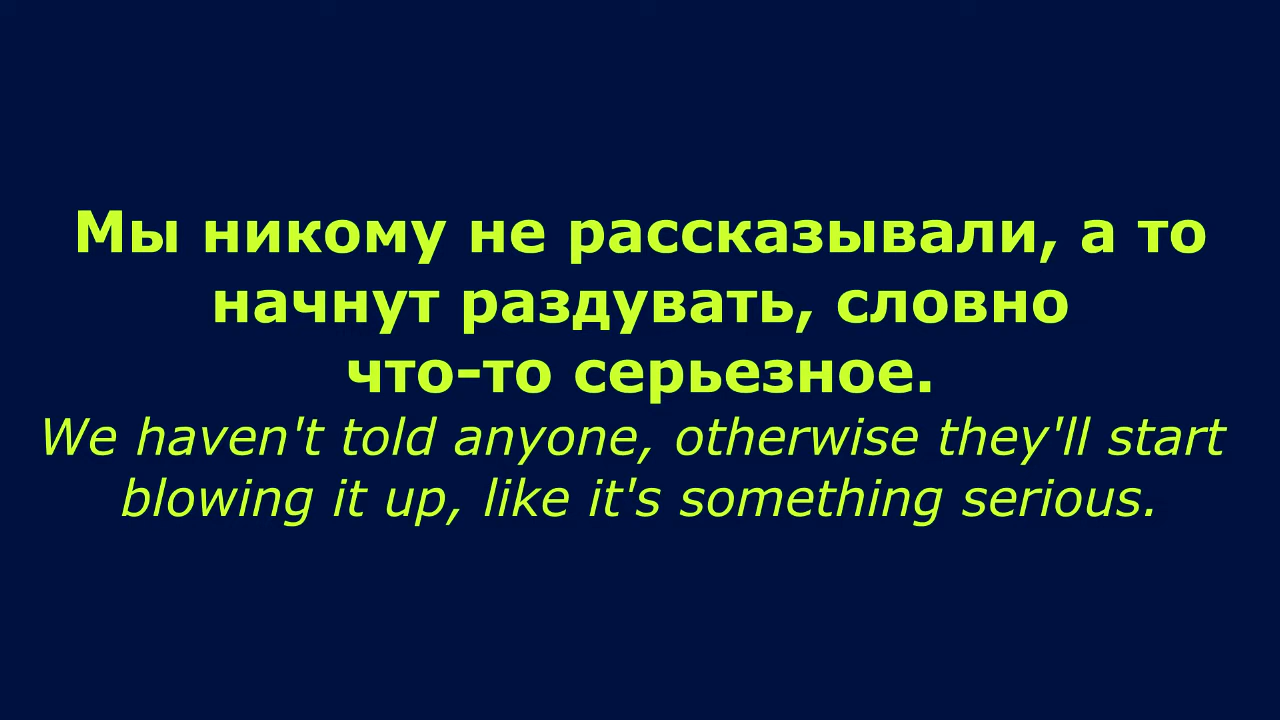 Мы никому не рассказывали, а то
начнут раздувать, словно
что-то серьезное.
We haven't told anyone, otherwise they'll start
blowing it up, like it's something serious.